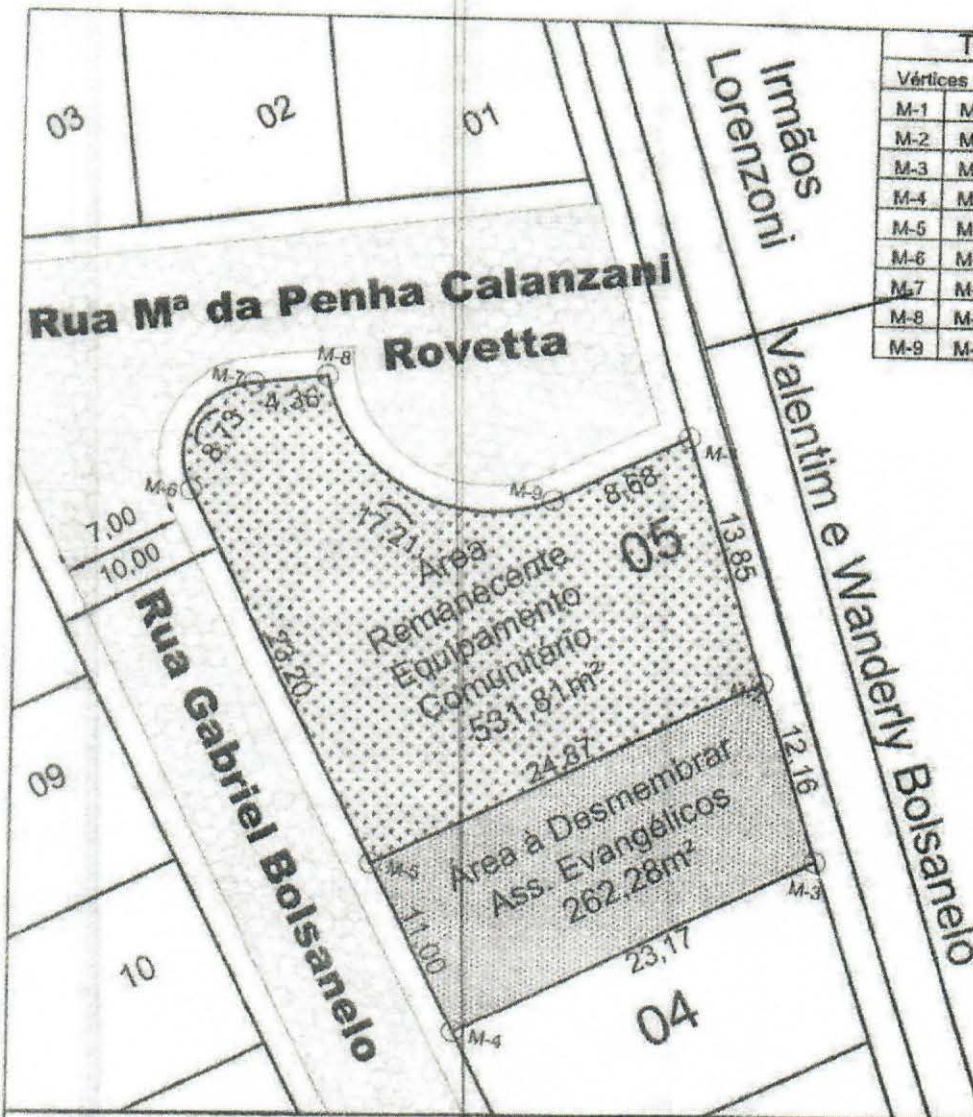 03
02
01
Irmãos
Lorenzoni
T
Vértices
M-1 M
M-2 M
M-3 M
M-4 M
M-5 M
M-6 M-
M-7 M-
M-8 M-
M-9 M-
Rua Mª da Penha Calanzani
Rovetta
M-8
M-7
4,36
8,73
M-6
M-9
8,68
17,21
7,00
10,00
05
13,85
Área
Remanecente
Equipamento
Comunitário
531,81m²
23,20
Valentim e Wanderly Bolsanelo
Rua Gabriel Bolsanelo
24,87
12,16
Área à Desmembrar
Ass. Evangélicos
262,28m²
M-5
M-3
11,00
23,17
09
10
M-4
04